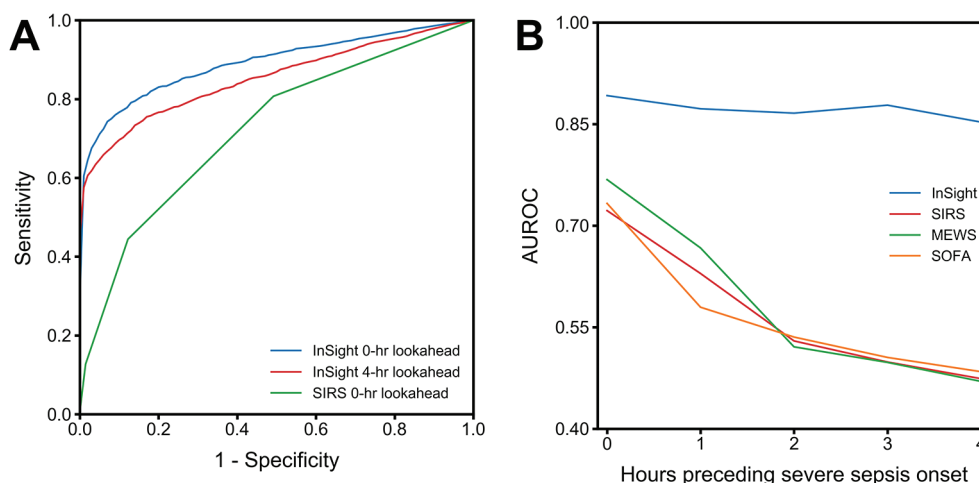 A
1.0
0.8
0.6
0.4
0.2
0.0
Sensitivity
InSight 0-hr lookahead
InSight 4-hr lookahead
SIRS 0-hr lookahead
0.0 0.2 0.4 0.6 0.8 1.0
1 - Specificity
B
1.00
0.85
0.70
0.55
0.40
AUROC
InSight
SIRS
MEWS
SOFA
0 1 2 3 4
Hours preceding severe sepsis onset